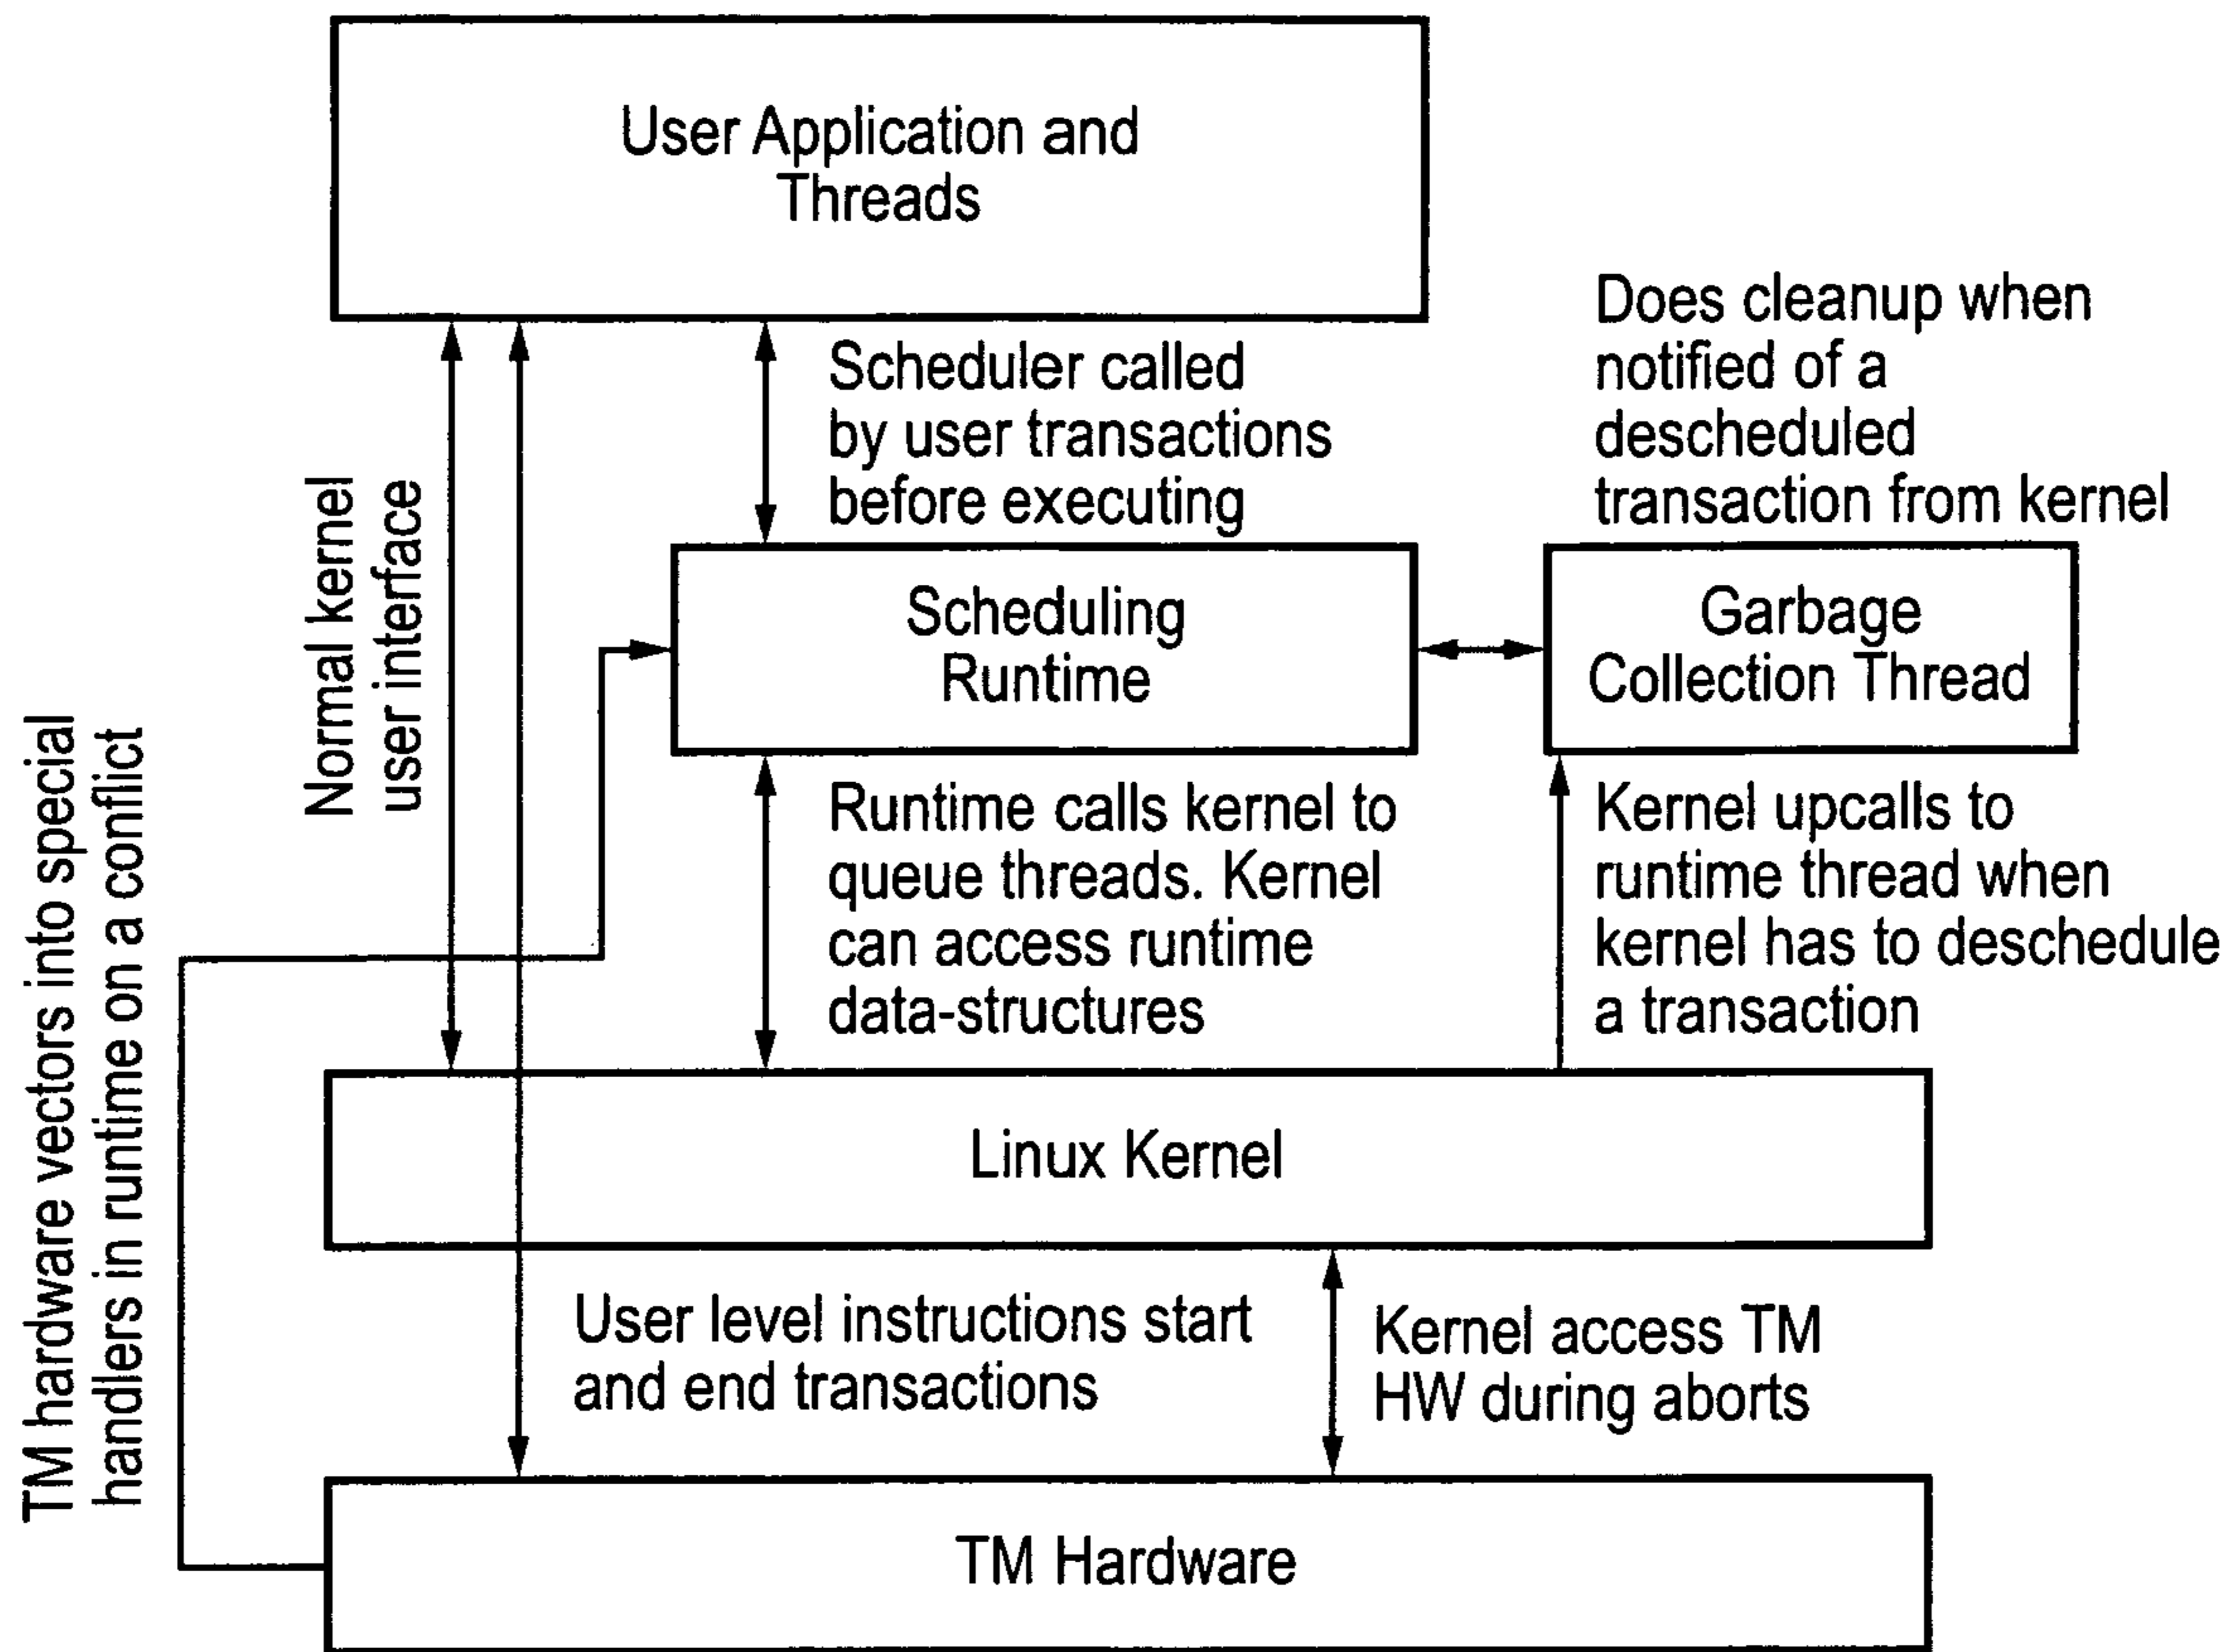 User Application and
Threads
Does cleanup when
notified of a
descheduled
transaction from kernel
Scheduler called
by user transactions
before executing
Normal kernel
user interface
TM hardware vectors into special
handlers in runtime on a conflict
Scheduling
Runtime
Garbage
Collection Thread
Runtime calls kernel to
queue threads. Kernel
can access runtime
data-structures
Kernel upcalls to
runtime thread when
kernel has to deschedule
a transaction
Linux Kernel
User level instructions start
and end transactions
Kernel access TM
HW during aborts
TM Hardware